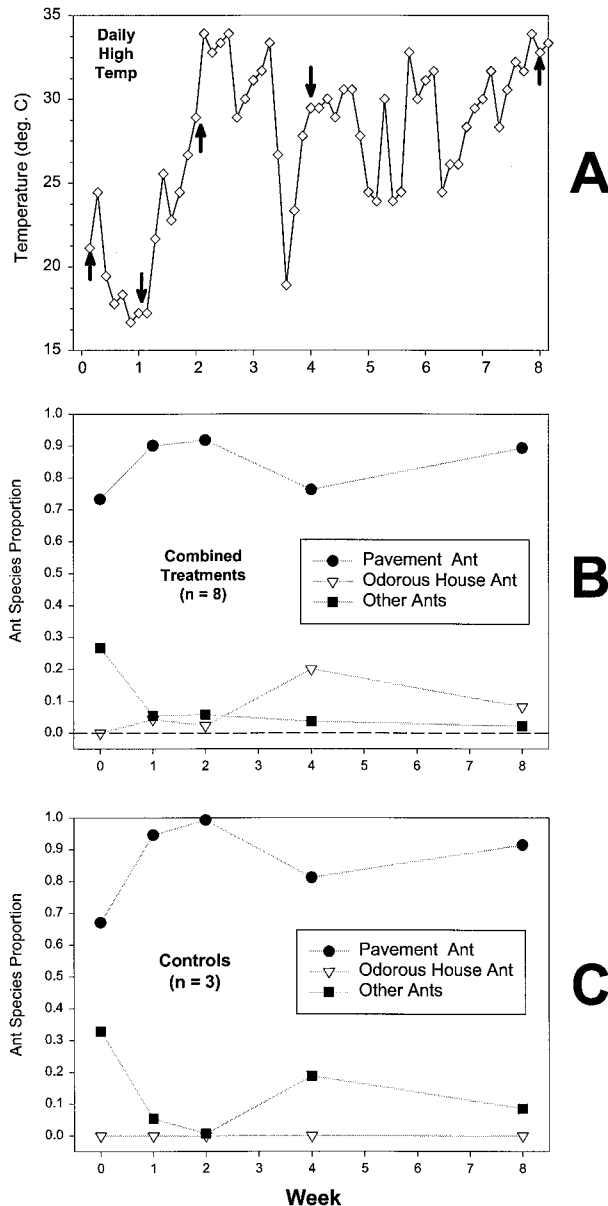 35
30
25
20
15
Temperature (deg. C)
Daily
High
Temp
0 1 2 3 4 5 6 7 8
A
1.0
0.9
0.8
0.7
0.6
0.5
0.4
0.3
0.2
0.1
0.0
Ant Species Proportion
Combined
Treatments
(n = 8)
Pavement Ant
Odorous House Ant
Other Ants
0 1 2 3 4 5 6 7 8
B
1.0
0.9
0.8
0.7
0.6
0.5
0.4
0.3
0.2
0.1
0.0
Ant Species Proportion
Controls
(n = 3)
Pavement Ant
Odorous House Ant
Other Ants
0 1 2 3 4 5 6 7 8
Week
C